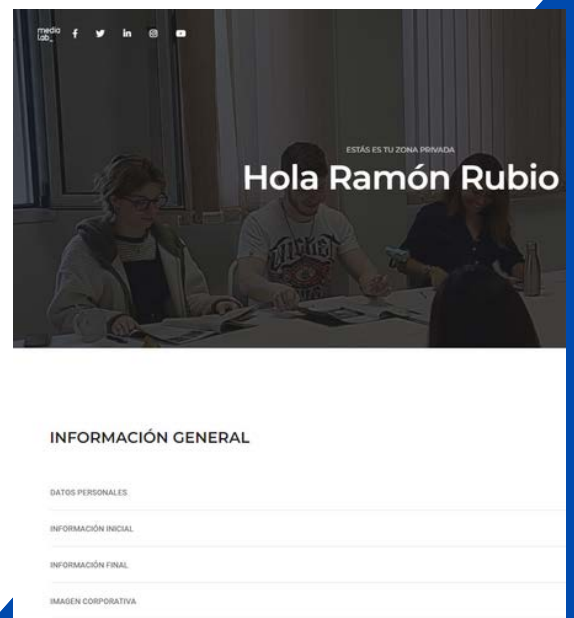 media
lab_
ESTÁS ES TU ZONA PRIVADA
Hola Ramón Rubio
INFORMACIÓN GENERAL
DATOS PERSONALES
INFORMACIÓN INICIAL
INFORMACIÓN FINAL
IMAGEN CORPORATIVA